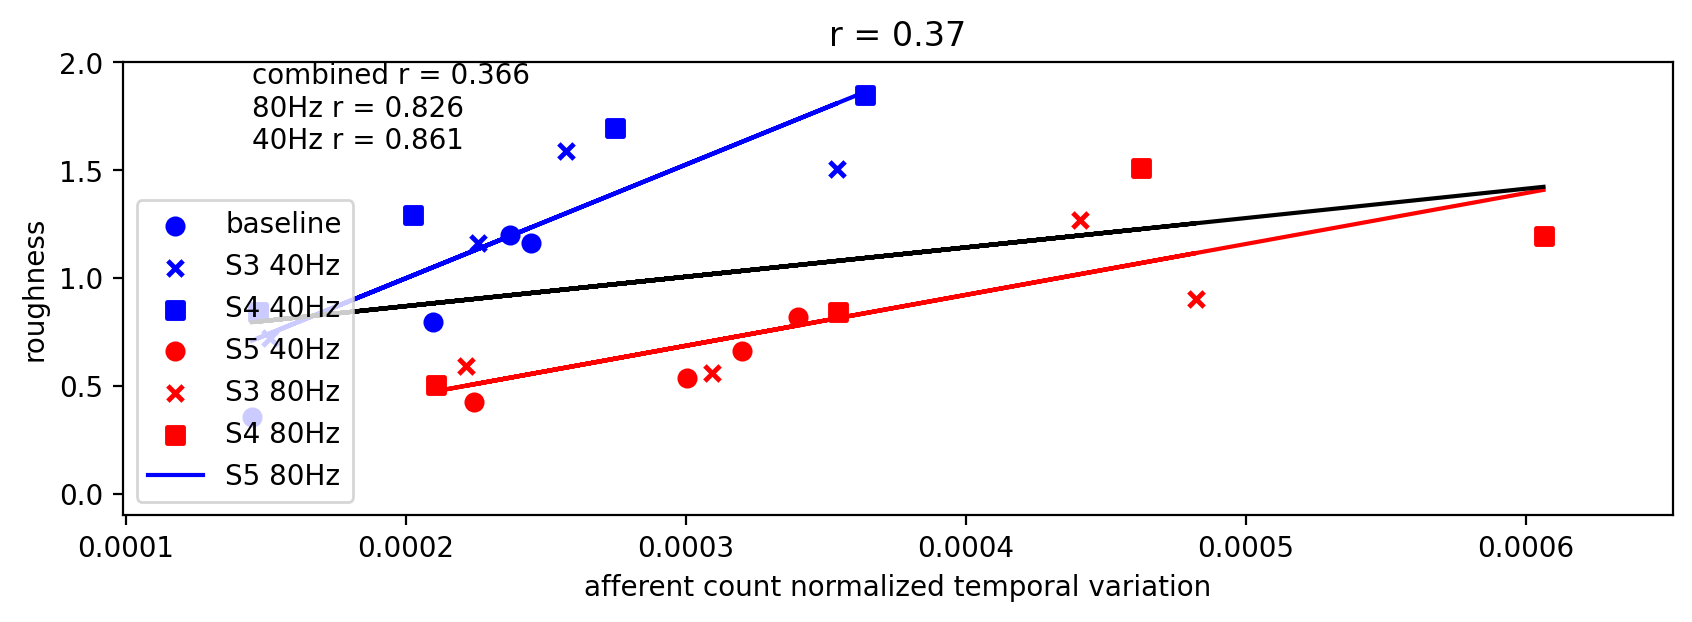 r = 0.37
combined r = 0.366
80Hz r = 0.826
40Hz r = 0.861
2.0
1.5
1.0
0.5
0.0
roughness
baseline
S3 40Hz
S4 40Hz
S5 40Hz
S3 80Hz
S4 80Hz
S5 80Hz
0.0001 0.0002 0.0003 0.0004 0.0005 0.0006
afferent count normalized temporal variation